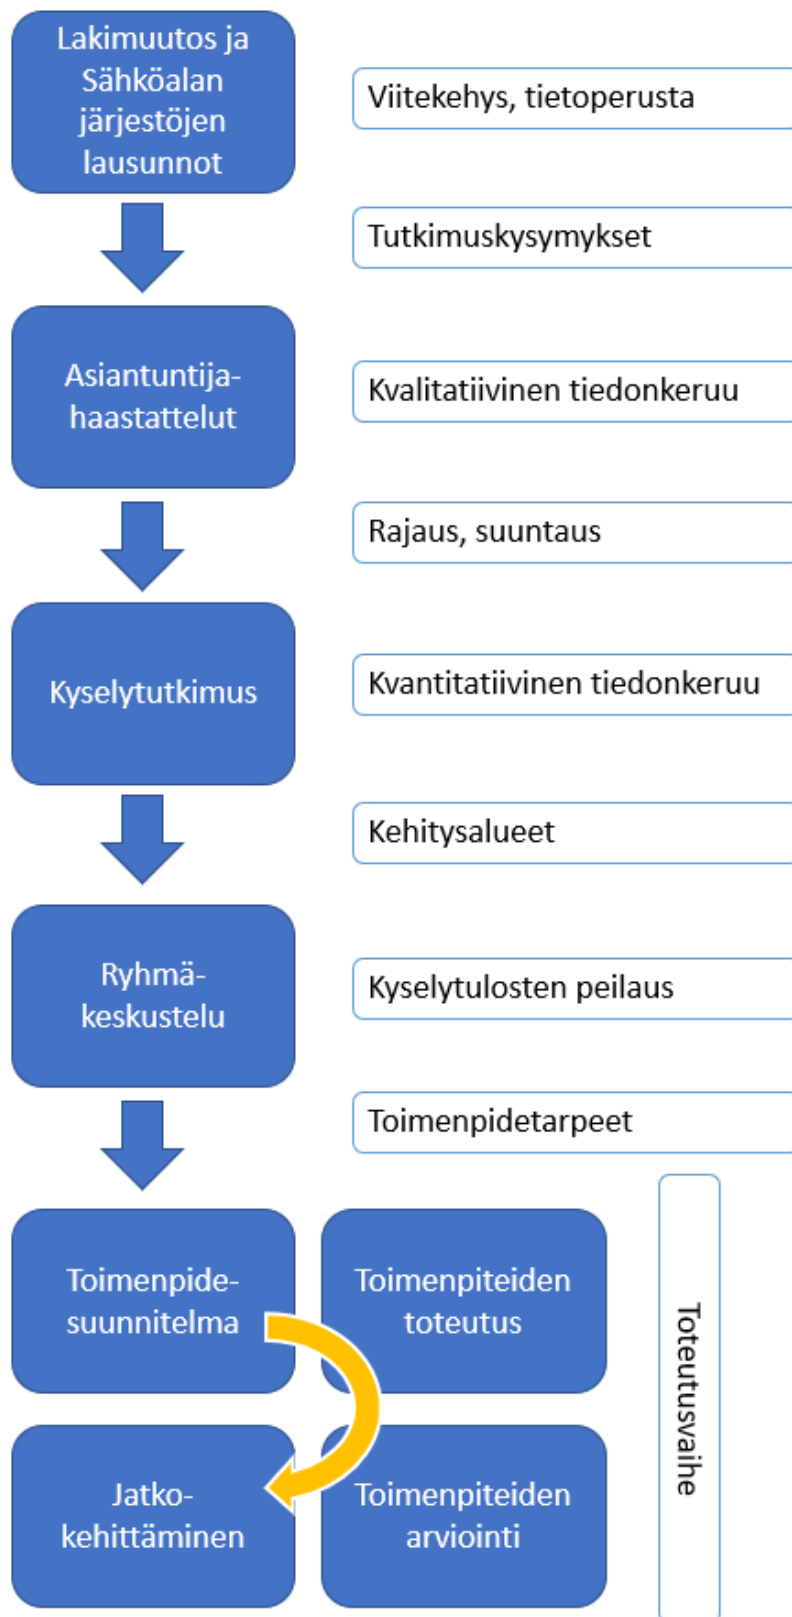 Lakimuutos ja
Sähköalan
järjestöjen
lausunnot
Viitekehys, tietoperusta
Tutkimuskysymykset
Asiantuntija-
haastattelut
Kvalitatiivinen tiedonkeruu
Rajaus, suuntaus
Kyselytutkimus
Kvantitatiivinen tiedonkeruu
Kehitysalueet
Ryhmä-
keskustelu
Kyselytulosten peilaus
Toimenpidetarpeet
Toimenpide-
suunnitelma
Toimenpiteiden
toteutus
Jatko-
kehittäminen
Toimenpiteiden
arviointi
Toteutusvaihe